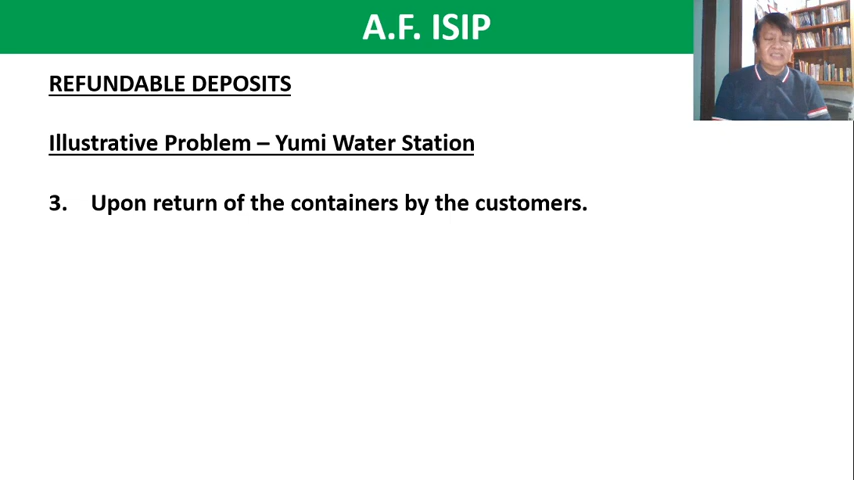 A.F. ISIP
REFUNDABLE DEPOSITS
Illustrative Problem – Yumi Water Station
3. Upon return of the containers by the customers.